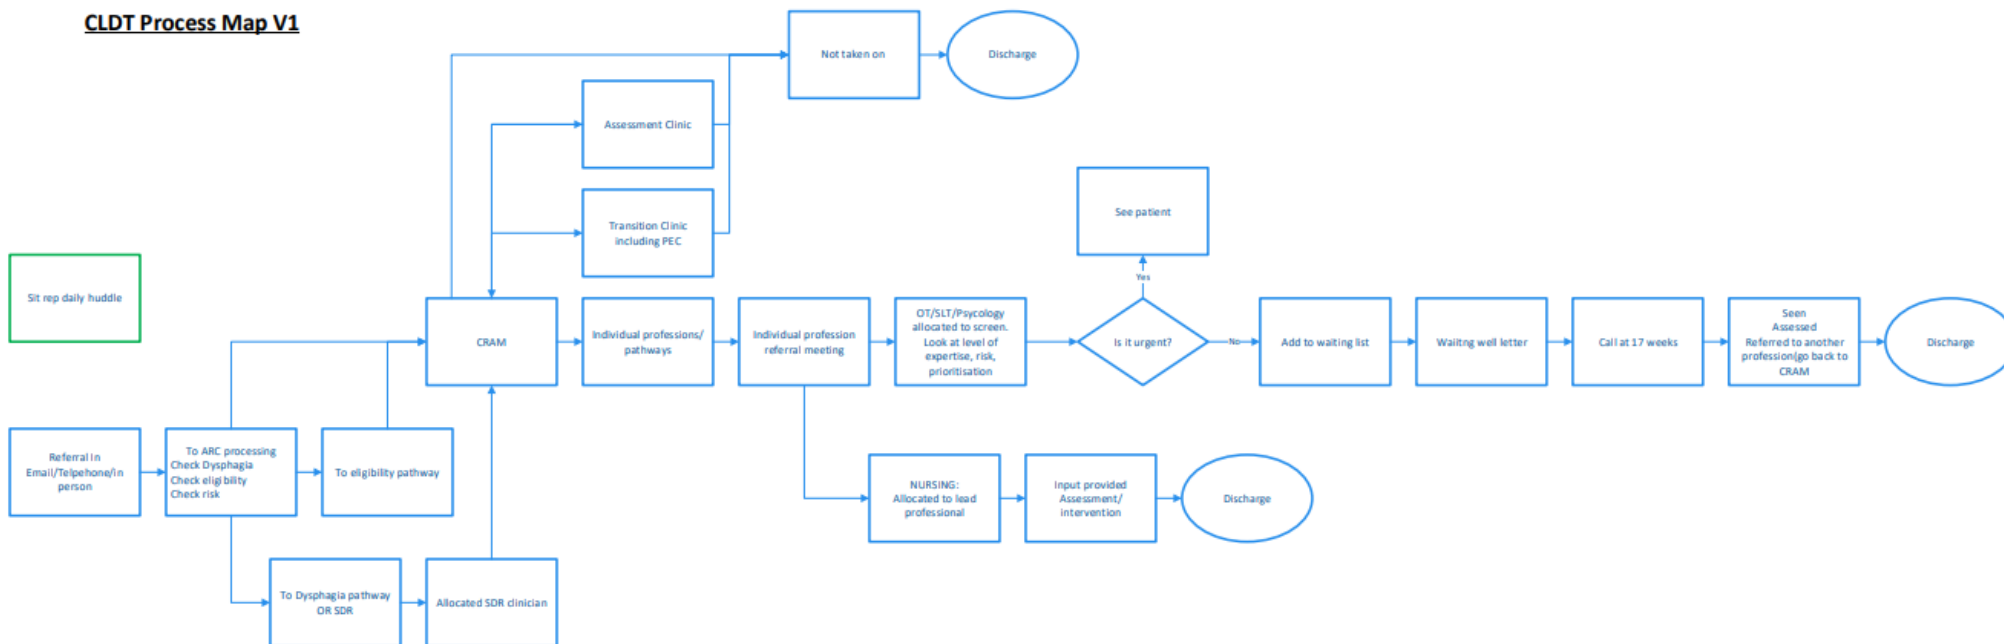 CLDT Process Map V1
Not taken on
Discharge
Assessment Clinic
Transition Clinic
including PEC
See patient
Yes
Sit rep daily huddle
CRAM
Individual professions/
pathways
Individual profession
referral meeting
OT/SLT/Psycology
allocated to screen.
Look at level of
expertise, risk,
prioritisation
Is it urgent?
No
Add to waiting list
Waiitng well letter
Call at 17 weeks
Seen
Assessed
Referred to another
profession(go back to
CRAM
Discharge
Referral In
Email/Telpehone/in
person
To ARC processing
Check Dysphagia
Check eligibility
Check risk
To eligibility pathway
NURSING:
Allocated to lead
professional
Input provided
Assessment/
intervention
Discharge
To Dysphagia pathway
OR SDR
Allocated SDR clinician